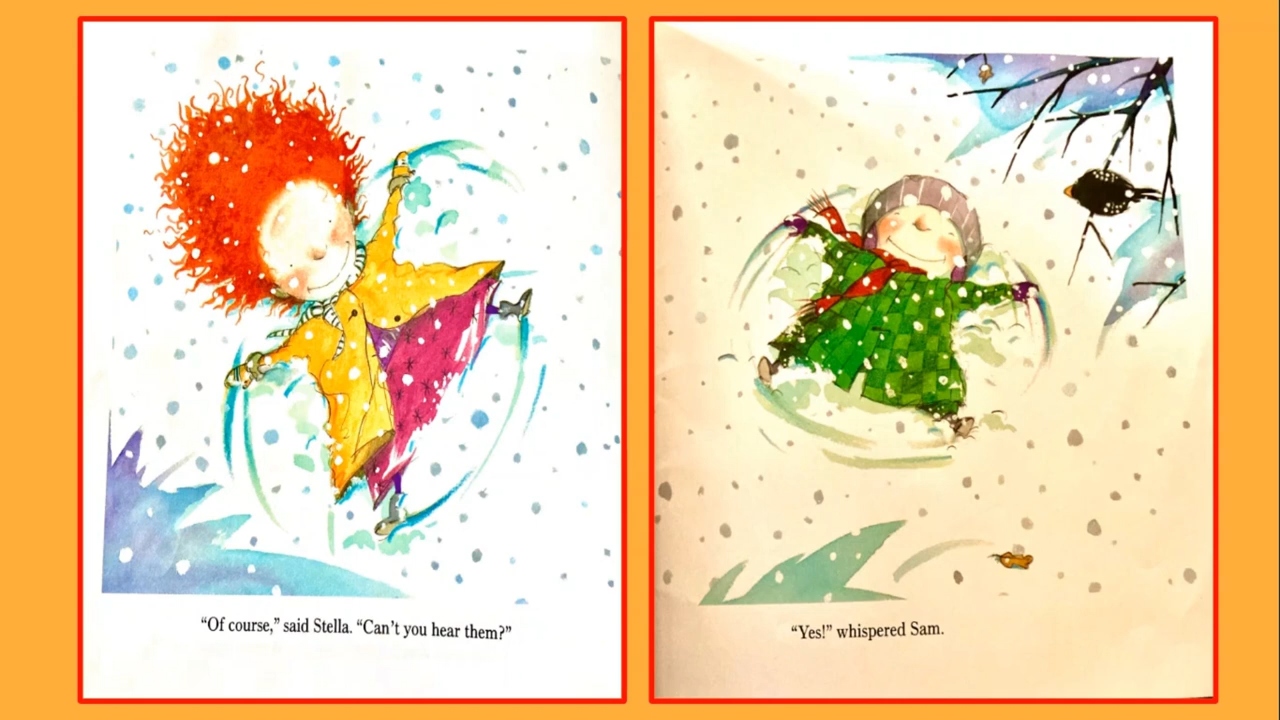 “Of course,” said Stella. “Can’t you hear them?”
“Yes!” whispered Sam.